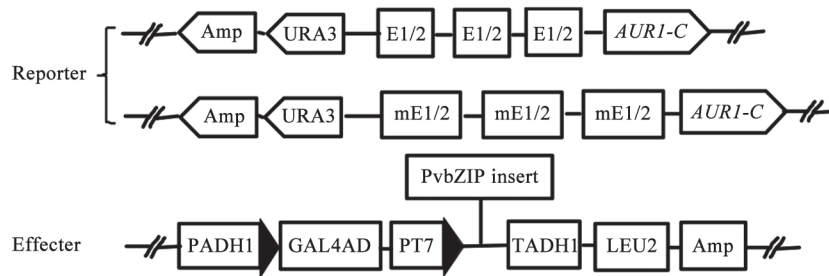 Amp URA3 E1/2 E1/2 E1/2 AUR1-C
Reporter
Amp URA3 mE1/2 mE1/2 mE1/2 AUR1-C
PvbZIP insert
Effecter PADH1 GAL4AD PT7 TADH1 LEU2 Amp